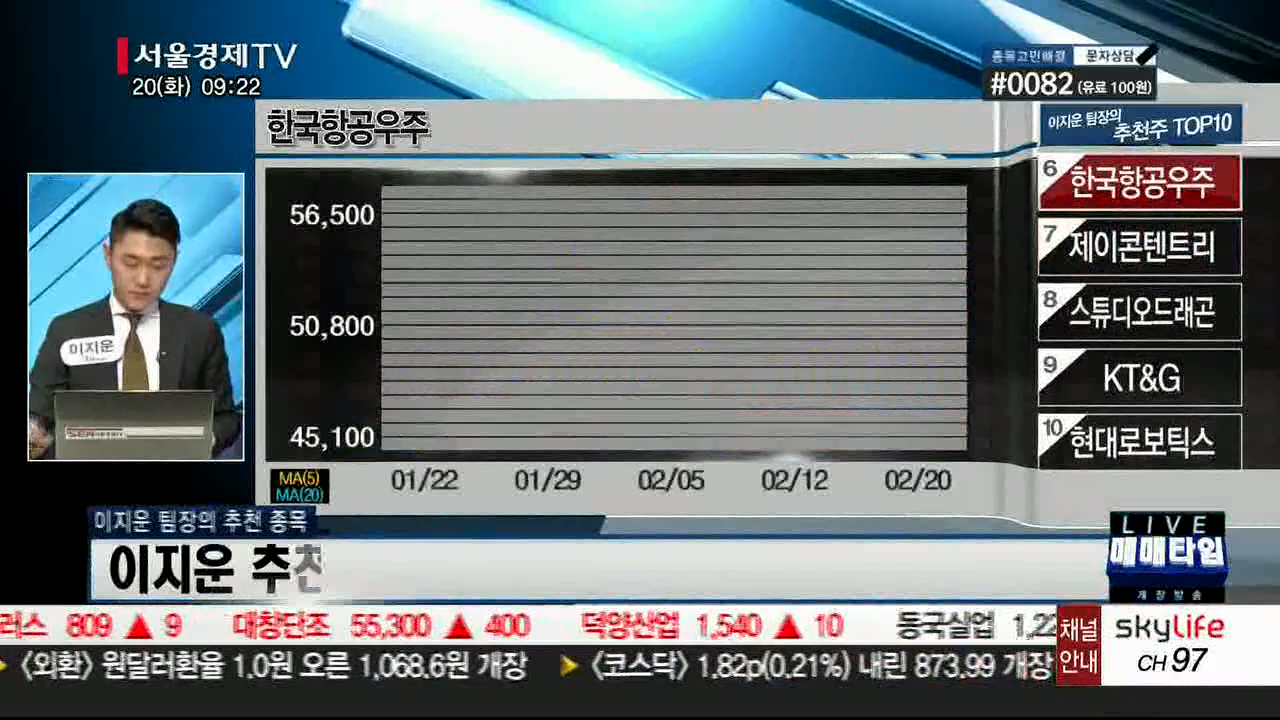 서울경제TV
20(화) 09:22
종목고민해결 문자상담
#0082 (유료 100원)
한국항공우주
이지운 팀장의
추천주 TOP10
6 한국항공우주
7 제이콘텐트리
8 스튜디오드래곤
9 KT&G
10 현대로보틱스
56,500
50,800
45,100
MA(5)
MA(20)
01/22 01/29 02/05 02/12 02/20
이지운
SEN
이지운 팀장의 추천 종목
이지운 추천
LIVE
매매타임
개장방송
러스 809 ▲ 9 대창단조 55,300 ▲ 400 덕양산업 1,540 ▲ 10 동국실업 1,22
〈외환〉 원달러환율 1.0원 오른 1,068.6원 개장 〈코스닥〉 1.82p(0.21%) 내린 873.99 개장
채널
안내
skylife
CH 97